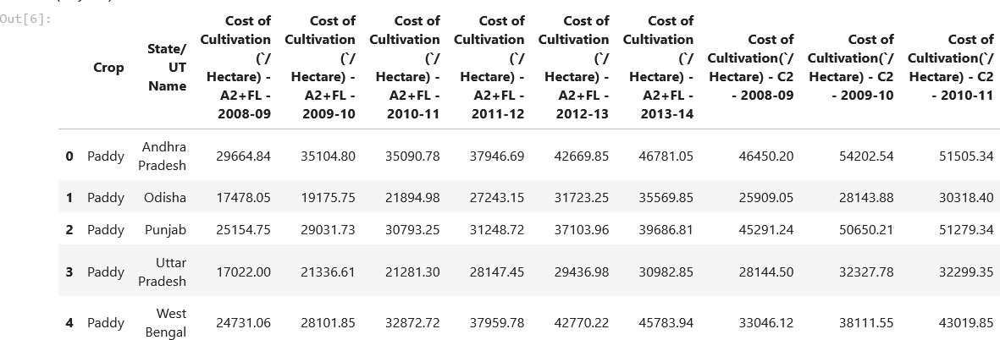 Out[6]:
Crop State/ UT Name Cost of Cultivation (`/ Hectare) - A2+FL - 2008-09 Cost of Cultivation (`/ Hectare) - A2+FL - 2009-10 Cost of Cultivation (`/ Hectare) - A2+FL - 2010-11 Cost of Cultivation (`/ Hectare) - A2+FL - 2011-12 Cost of Cultivation (`/ Hectare) - A2+FL - 2012-13 Cost of Cultivation (`/ Hectare) - A2+FL - 2013-14 Cost of Cultivation(`/ Hectare) - C2 - 2008-09 Cost of Cultivation(`/ Hectare) - C2 - 2009-10 Cost of Cultivation(`/ Hectare) - C2 - 2010-11
0 Paddy Andhra Pradesh 29664.84 35104.80 35090.78 37946.69 42669.85 46781.05 46450.20 54202.54 51505.34
1 Paddy Odisha 17478.05 19175.75 21894.98 27243.15 31723.25 35569.85 25909.05 28143.88 30318.40
2 Paddy Punjab 25154.75 29031.73 30793.25 31248.72 37103.96 39686.81 45291.24 50650.21 51279.34
3 Paddy Uttar Pradesh 17022.00 21336.61 21281.30 28147.45 29436.98 30982.85 28144.50 32327.78 32299.35
4 Paddy West Bengal 24731.06 28101.85 32872.72 37959.78 42770.22 45783.94 33046.12 38111.55 43019.85